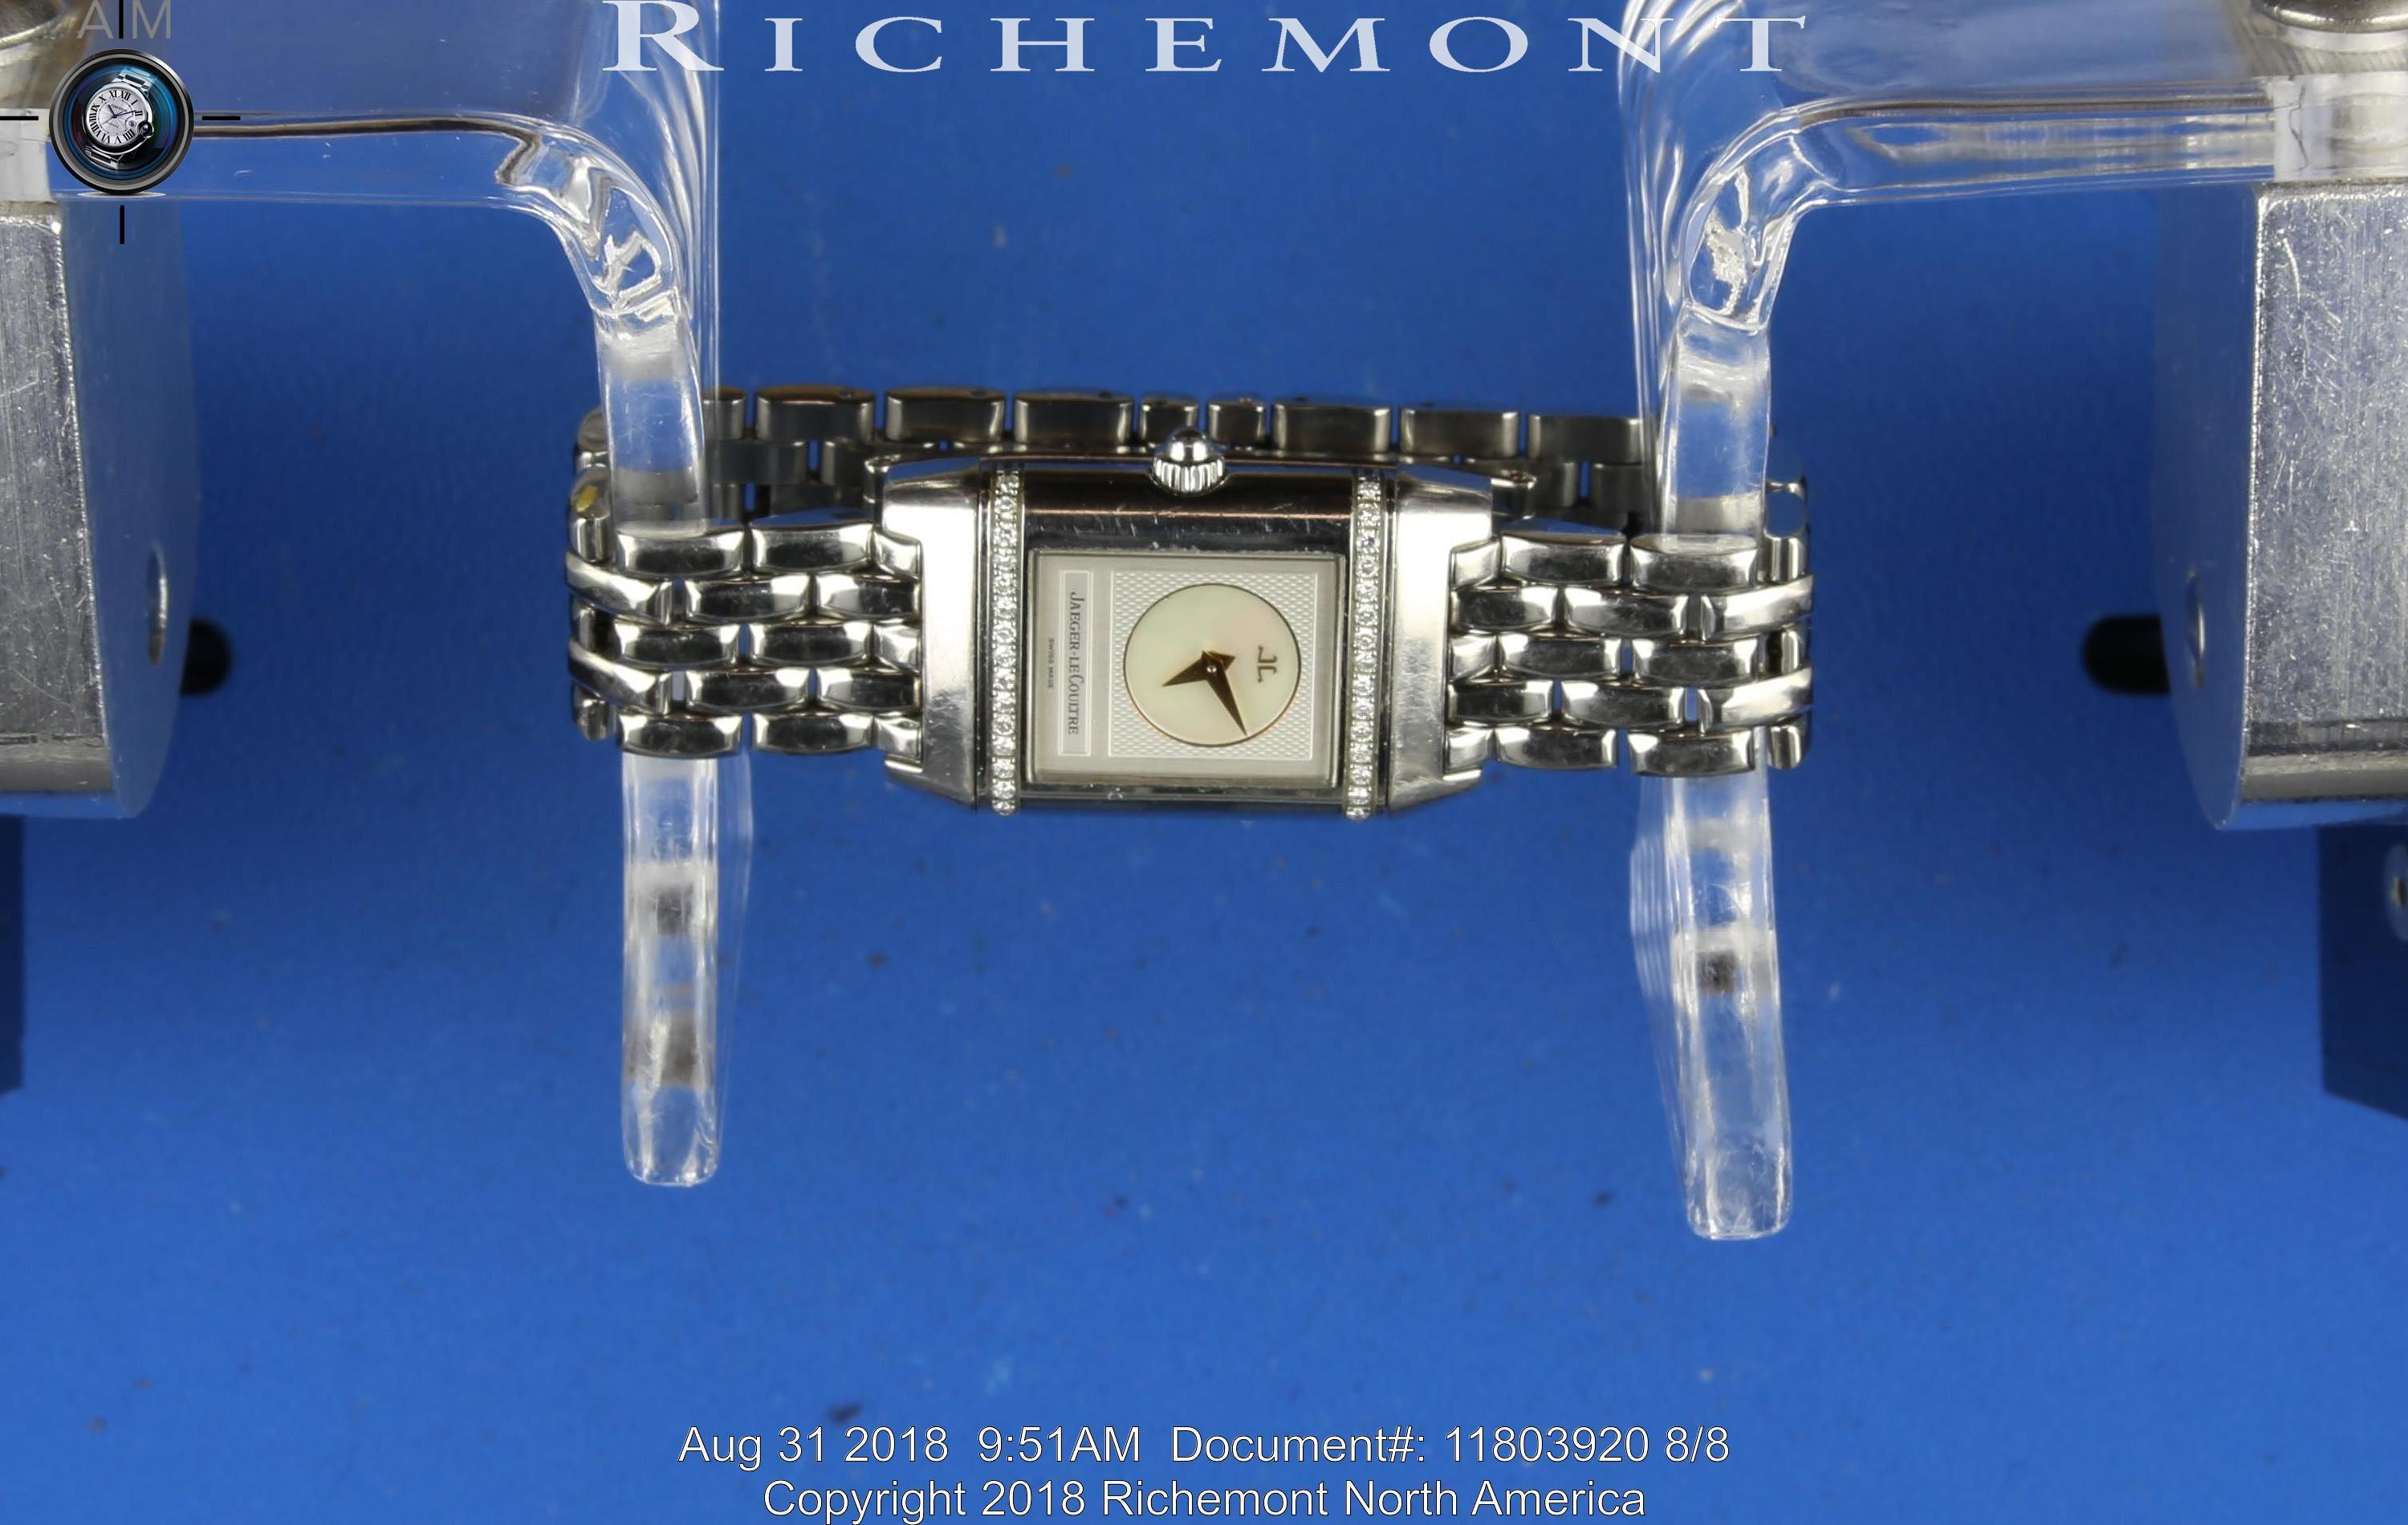 AM
RICHEMONT
JL
JAEGER-LECOULTRE
SWISS MADE
Aug 31 2018 9:51AM Document#: 11803920 8/8
Copyright 2018 Richemont North America